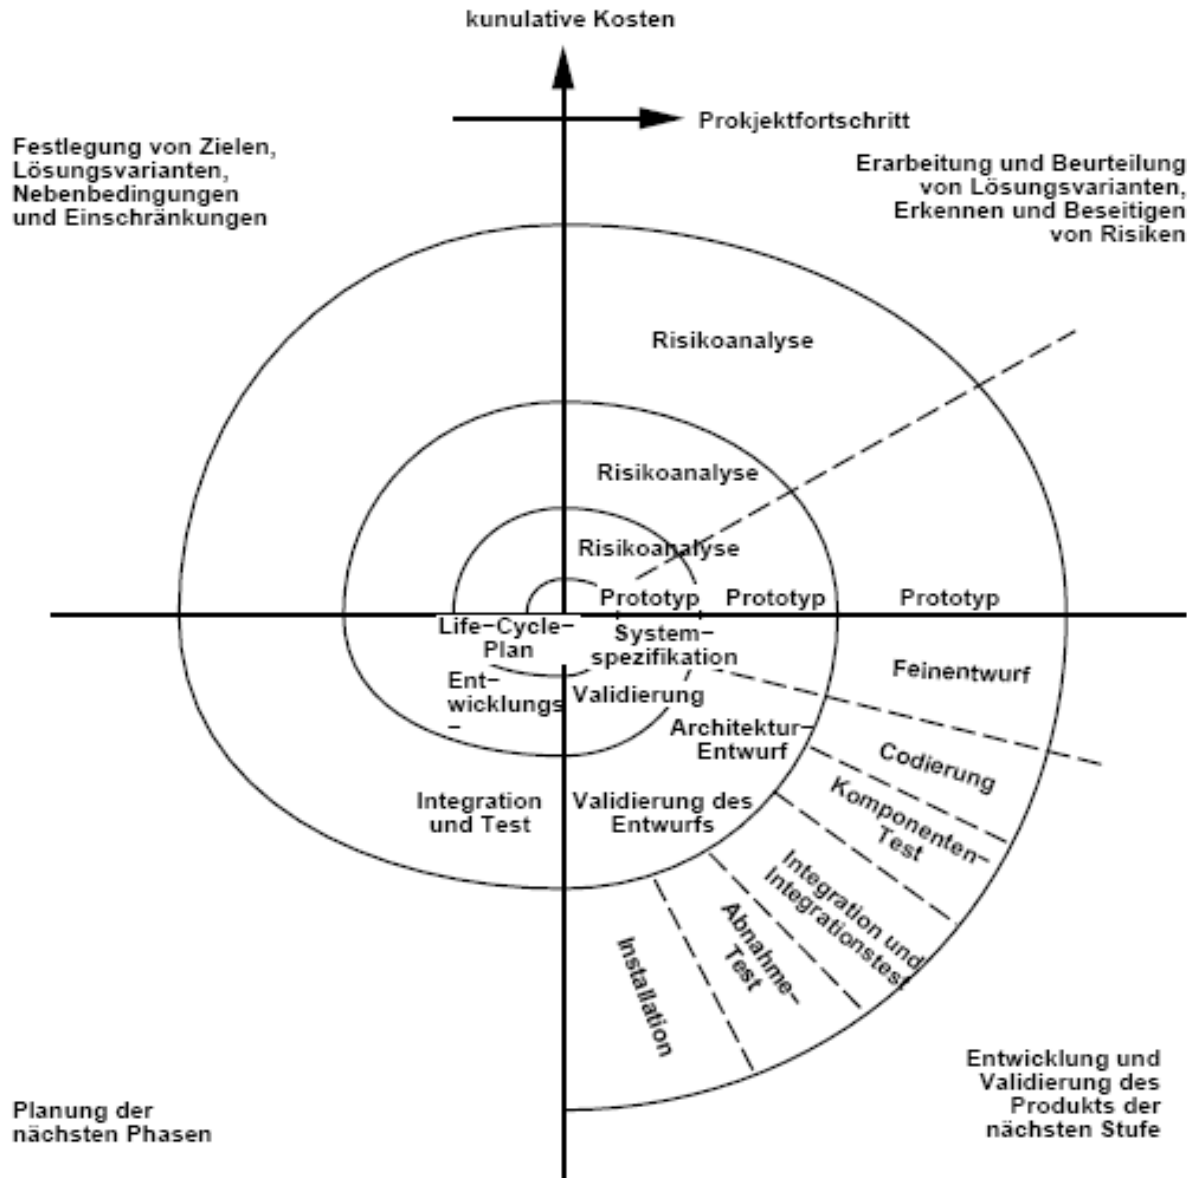 kunulative Kosten
Prokjektfortschritt
Festlegung von Zielen,
Lösungsvarianten,
Nebenbedingungen
und Einschränkungen
Erarbeitung und Beurteilung
von Lösungsvarianten,
Erkennen und Beseitigen
von Risiken
Risikoanalyse
Risikoanalyse
Risikoanalyse
Prototyp
Prototyp
Prototyp
Life-Cycle-
Plan
System-
spezifikation
Feinentwurf
Ent-
wicklungs
-
Validierung
Architektur-
Entwurf
Codierung
Komponenten-
Test
Integration
und Test
Validierung des
Entwurfs
Integration und
Integrationstest
Abnahme-
Test
Installation
Entwicklung und
Validierung des
Produkts der
nächsten Stufe
Planung der
nächsten Phasen